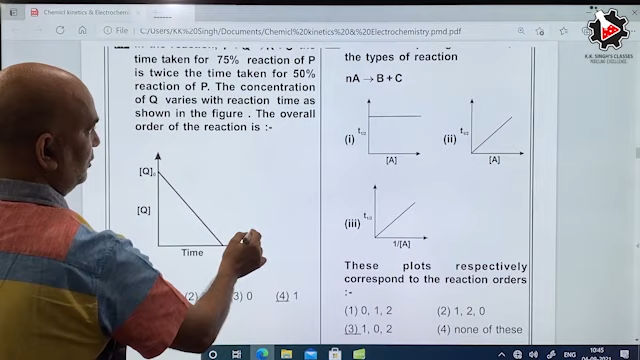 Chemicl kinetics & Electrochemis
C:/Users/KK%20Singh/Documents/Chemicl%20kinetics%20&%20Electrochemistry.pmd.pdf
K.K. SINGH'S CLASSES
time taken for 75% reaction of P
is twice the time taken for 50%
reaction of P. The concentration
of Q varies with reaction time as
shown in the figure . The overall
order of the reaction is :-
[Q]₀
[Q]
Time
(2)
3) 0
(4) 1
the types of reaction
nA → B + C
(i)
t1/2
[A]
(ii)
t1/2
[A]
(iii)
t1/2
1/[A]
These plots respectively
correspond to the reaction orders
:-
(1) 0, 1, 2
(2) 1, 2, 0
(3) 1, 0, 2
(4) none of these
ENG
10:45